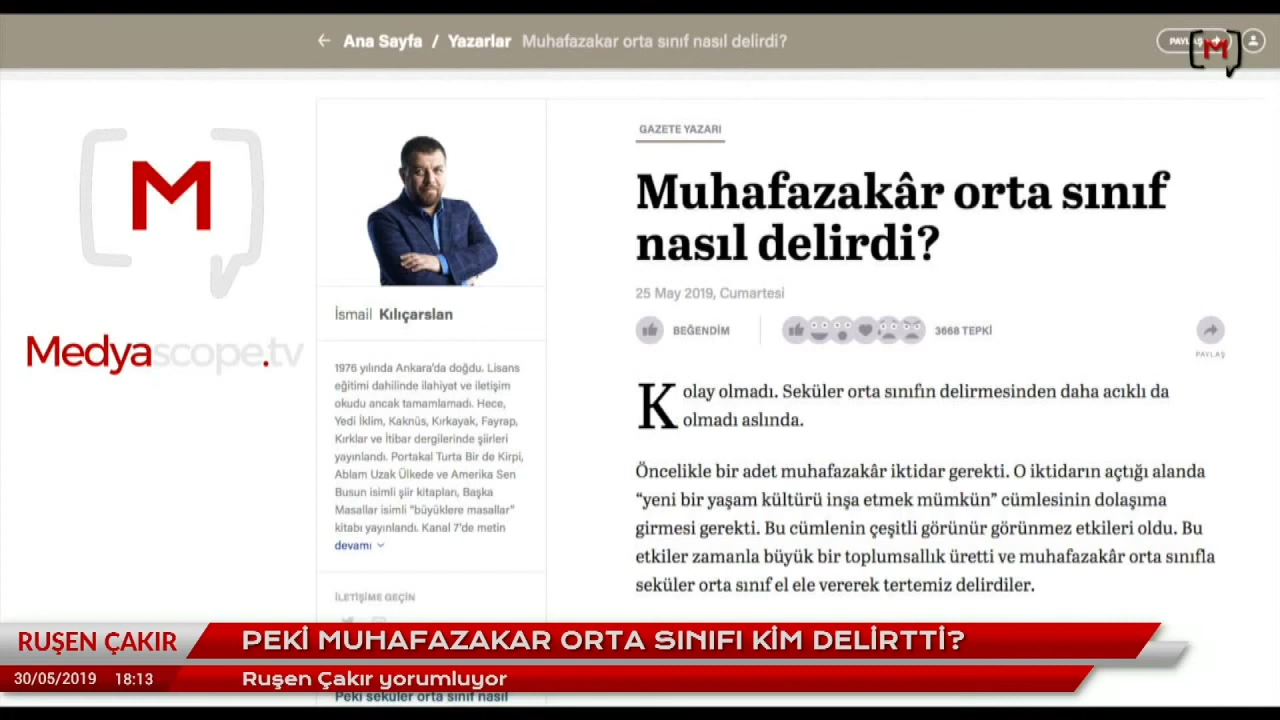 ← Ana Sayfa / Yazarlar Muhafazakar orta sınıf nasıl delirdi?
M
M
Medyascope.tv
GAZETE YAZARI
Muhafazakâr orta sınıf
nasıl delirdi?
25 May 2019, Cumartesi
BEĞENDİM
3668 TEPKİ
PAYLAŞ
İsmail Kılıçarslan
1976 yılında Ankara'da doğdu. Lisans
eğitimi dahilinde ilahiyat ve iletişim
okudu ancak tamamlamadı. Hece,
Yedi İklim, Kaknüs, Kırkayak, Fayrap,
Kırklar ve İtibar dergilerinde şiirleri
yayınlandı. Portakal Turta Bir de Kirpi,
Ablam Uzak Ülkede ve Amerika Sen
Busun isimli şiir kitapları, Başka
Masallar isimli "büyüklere masallar"
kitabı yayınlandı. Kanal 7'de metin
devamı
İLETİŞİME GEÇİN
Kolay olmadı. Seküler orta sınıfın delirmesinden daha acıklı da
olmadı aslında.
Öncelikle bir adet muhafazakâr iktidar gerekti. O iktidarın açtığı alanda
“yeni bir yaşam kültürü inşa etmek mümkün” cümlesinin dolaşıma
girmesi gerekti. Bu cümlenin çeşitli görünür görünmez etkileri oldu. Bu
etkiler zamanla büyük bir toplumsallık üretti ve muhafazakâr orta sınıfla
seküler orta sınıf el ele vererek tertemiz delirdiler.
RUŞEN ÇAKIR
PEKİ MUHAFAZAKAR ORTA SINIFI KİM DELİRTTİ?
30/05/2019 18:13
Ruşen Çakır yorumluyor
Peki seküler orta sınıf nasıl